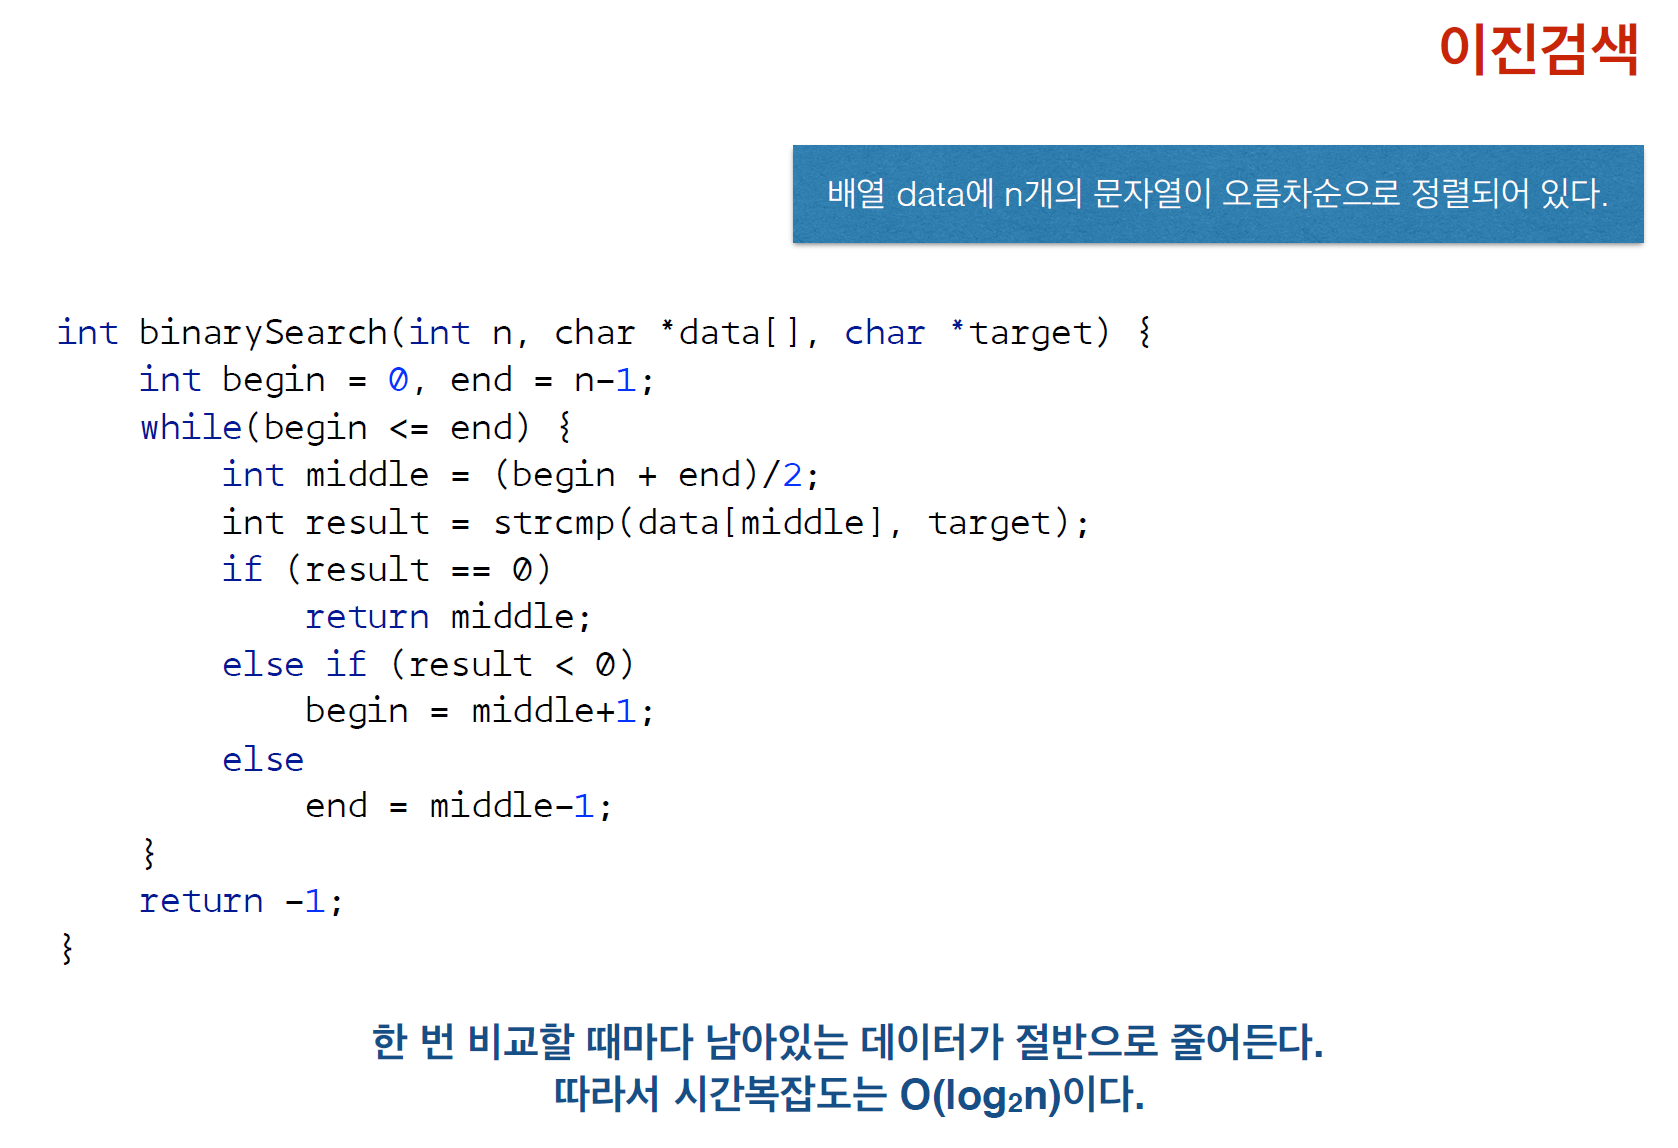 이진검색
배열 data에 n개의 문자열이 오름차순으로 정렬되어 있다.
int binarySearch(int n, char *data[], char *target) {
    int begin = 0, end = n-1;
    while(begin <= end) {
        int middle = (begin + end)/2;
        int result = strcmp(data[middle], target);
        if (result == 0)
            return middle;
        else if (result < 0)
            begin = middle+1;
        else
            end = middle-1;
    }
    return -1;
}
한 번 비교할 때마다 남아있는 데이터가 절반으로 줄어든다.
따라서 시간복잡도는 O(log₂n)이다.